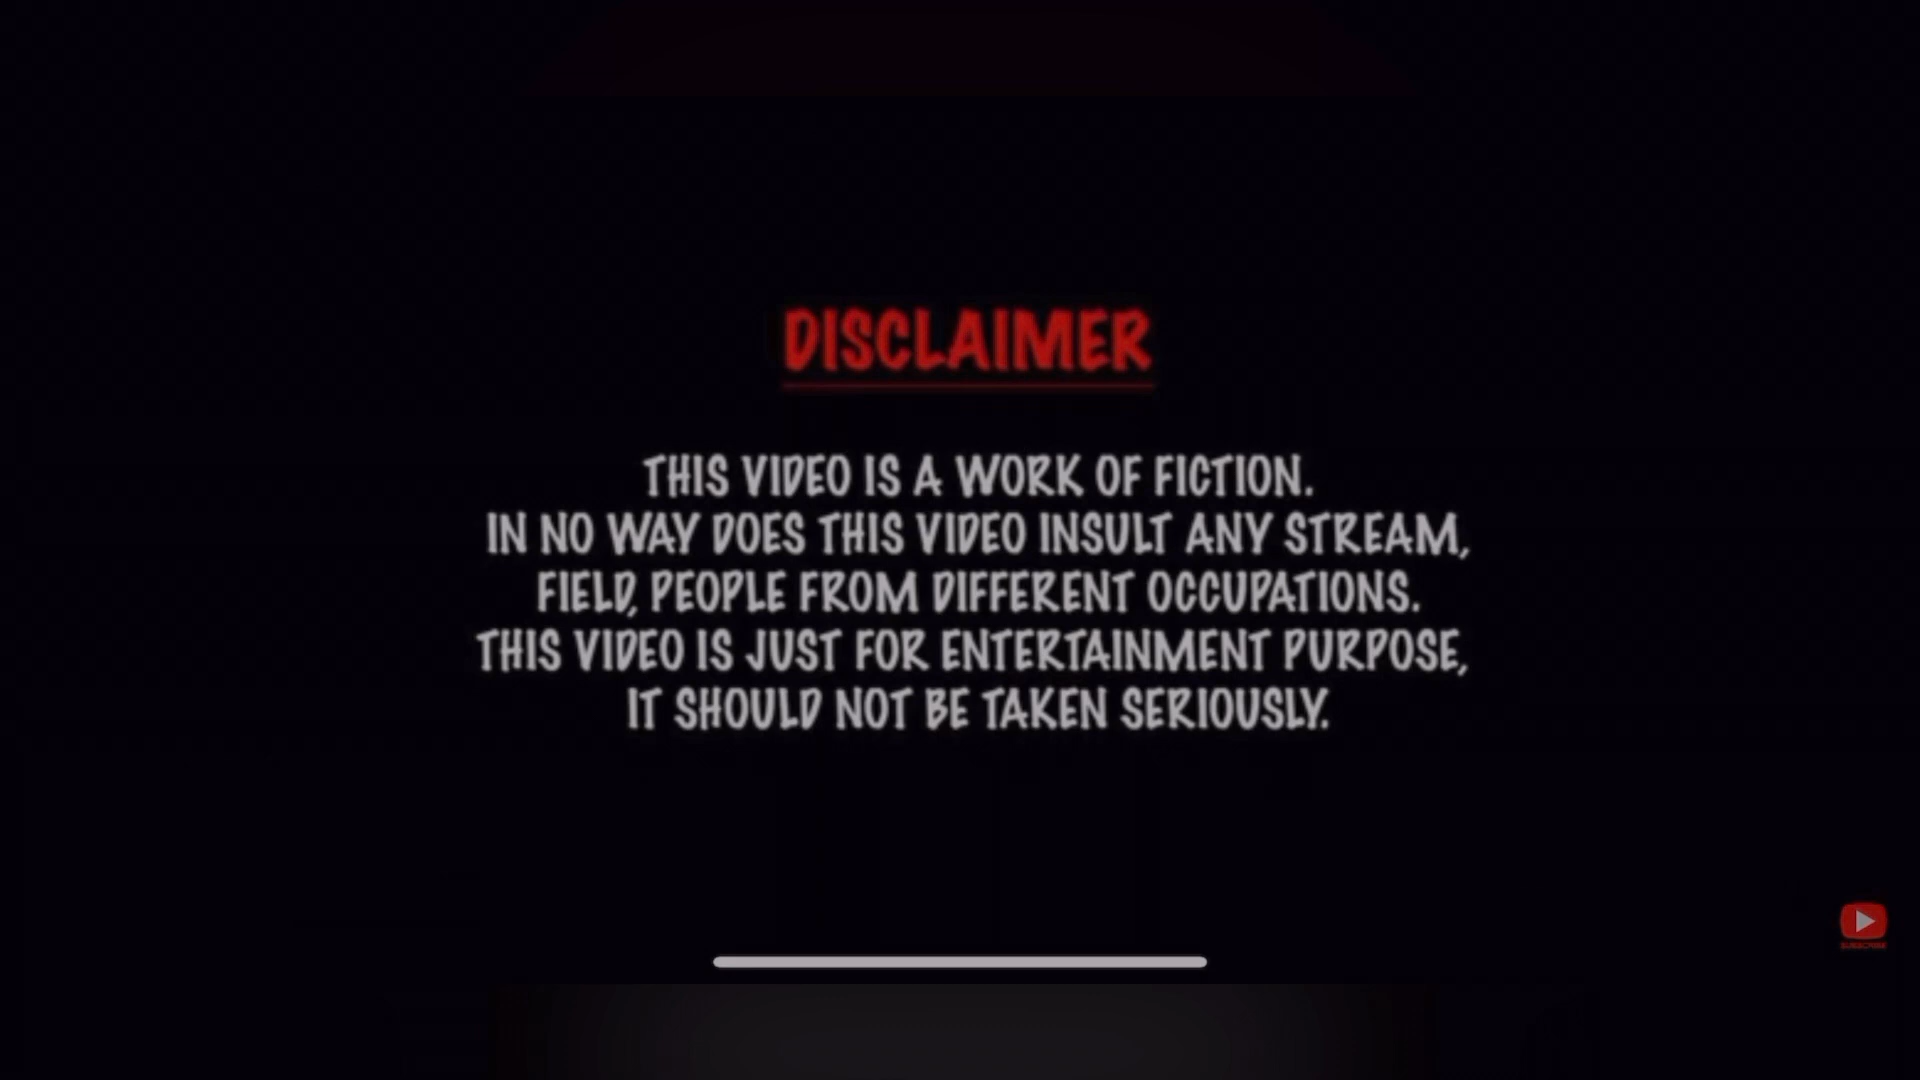 DISCLAIMER
THIS VIDEO IS A WORK OF FICTION.
IN NO WAY DOES THIS VIDEO INSULT ANY STREAM,
FIELD, PEOPLE FROM DIFFERENT OCCUPATIONS.
THIS VIDEO IS JUST FOR ENTERTAINMENT PURPOSE,
IT SHOULD NOT BE TAKEN SERIOUSLY.
SUBSCRIBE